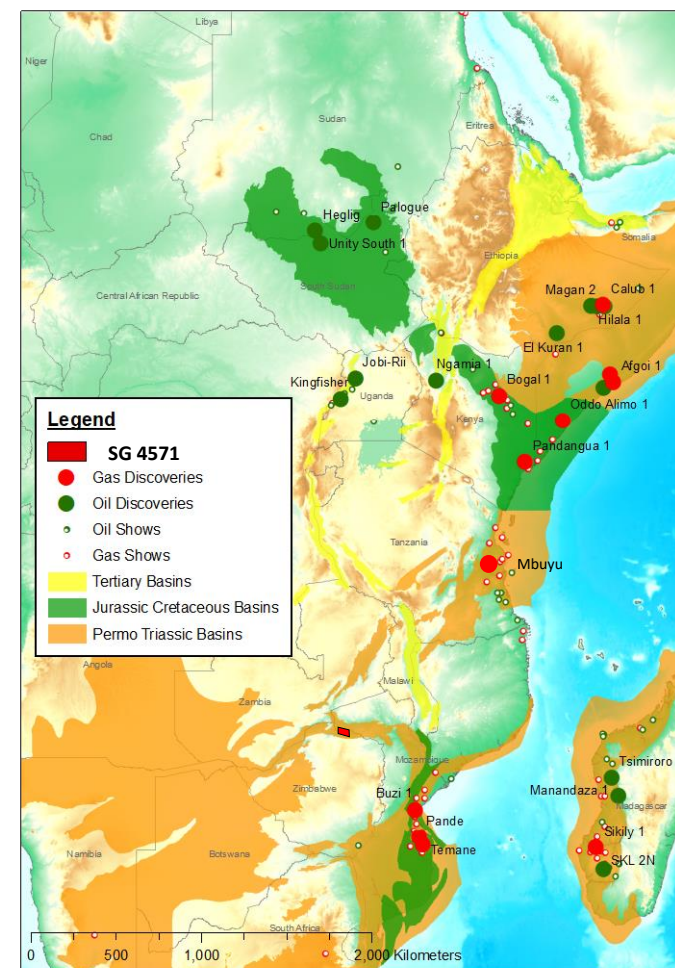 Libya
Niger
Chad
Sudan
Eritrea
Heglig
Palogue
Unity South 1
Somalia
Ethiopia
South Sudan
Central African Republic
Magan 2
Calub 1
Hilala 1
El Kuran 1
Jobi-Rii
Ngamia 1
Afgoi 1
Kingfisher
Bogal 1
Uganda
Oddo Alimo 1
Kenya
Pandangua 1
Legend
SG 4571
Gas Discoveries
Oil Discoveries
Oil Shows
Gas Shows
Tertiary Basins
Jurassic Cretaceous Basins
Permo Triassic Basins
Tanzania
Mbuyu
Angola
Malawi
Zambia
Mozambique
Tsimiroro
Zimbabwe
Buzi 1
Manandaza 1
Madagascar
Pande
Sikily 1
Namibia
Botswana
Temane
SKL 2N
South Africa
0 500 1,000 2,000 Kilometers